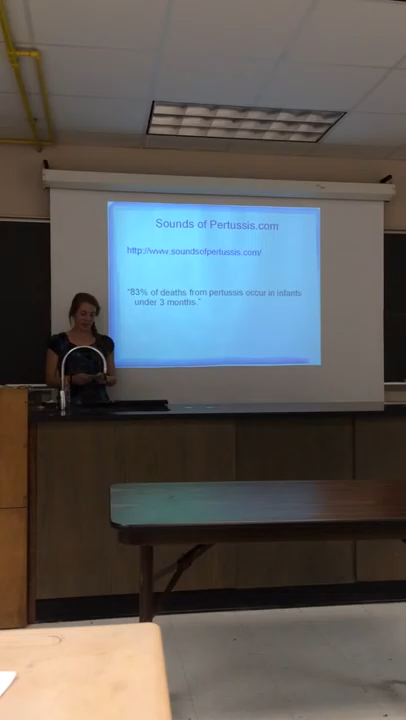 Sounds of Pertussis.com
http://www.soundsofpertussis.com/
"83% of deaths from pertussis occur in infants
under 3 months."